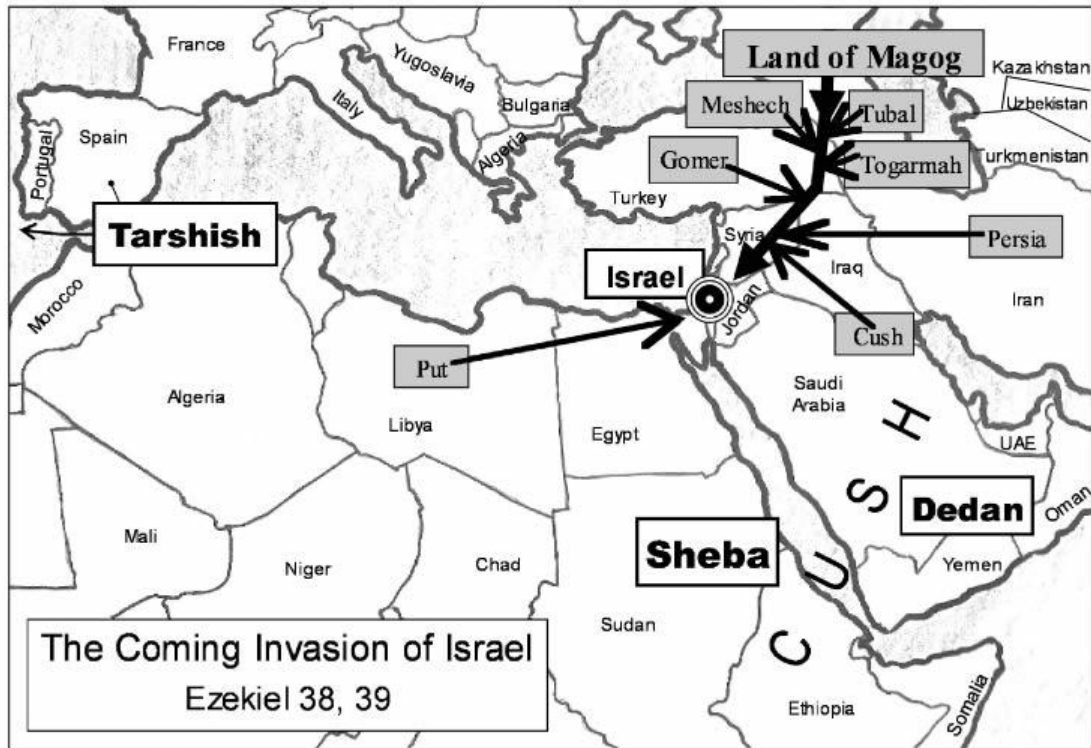 France
Yugoslavia
Italy
Bulgaria
Algeria
Spain
Portugal
Tarshish
Morocco
Land of Magog
Kazakhstan
Uzbekistan
Turkmenistan
Meshech
Tubal
Gomer
Togarmah
Turkey
Syria
Persia
Iraq
Iran
Israel
Jordan
Cush
Put
Algeria
Libya
Egypt
Saudi
Arabia
UAE
Oman
CUSH
Dedan
Sheba
Yemen
Mali
Niger
Chad
Sudan
Ethiopia
Somalia
The Coming Invasion of Israel
Ezekiel 38, 39